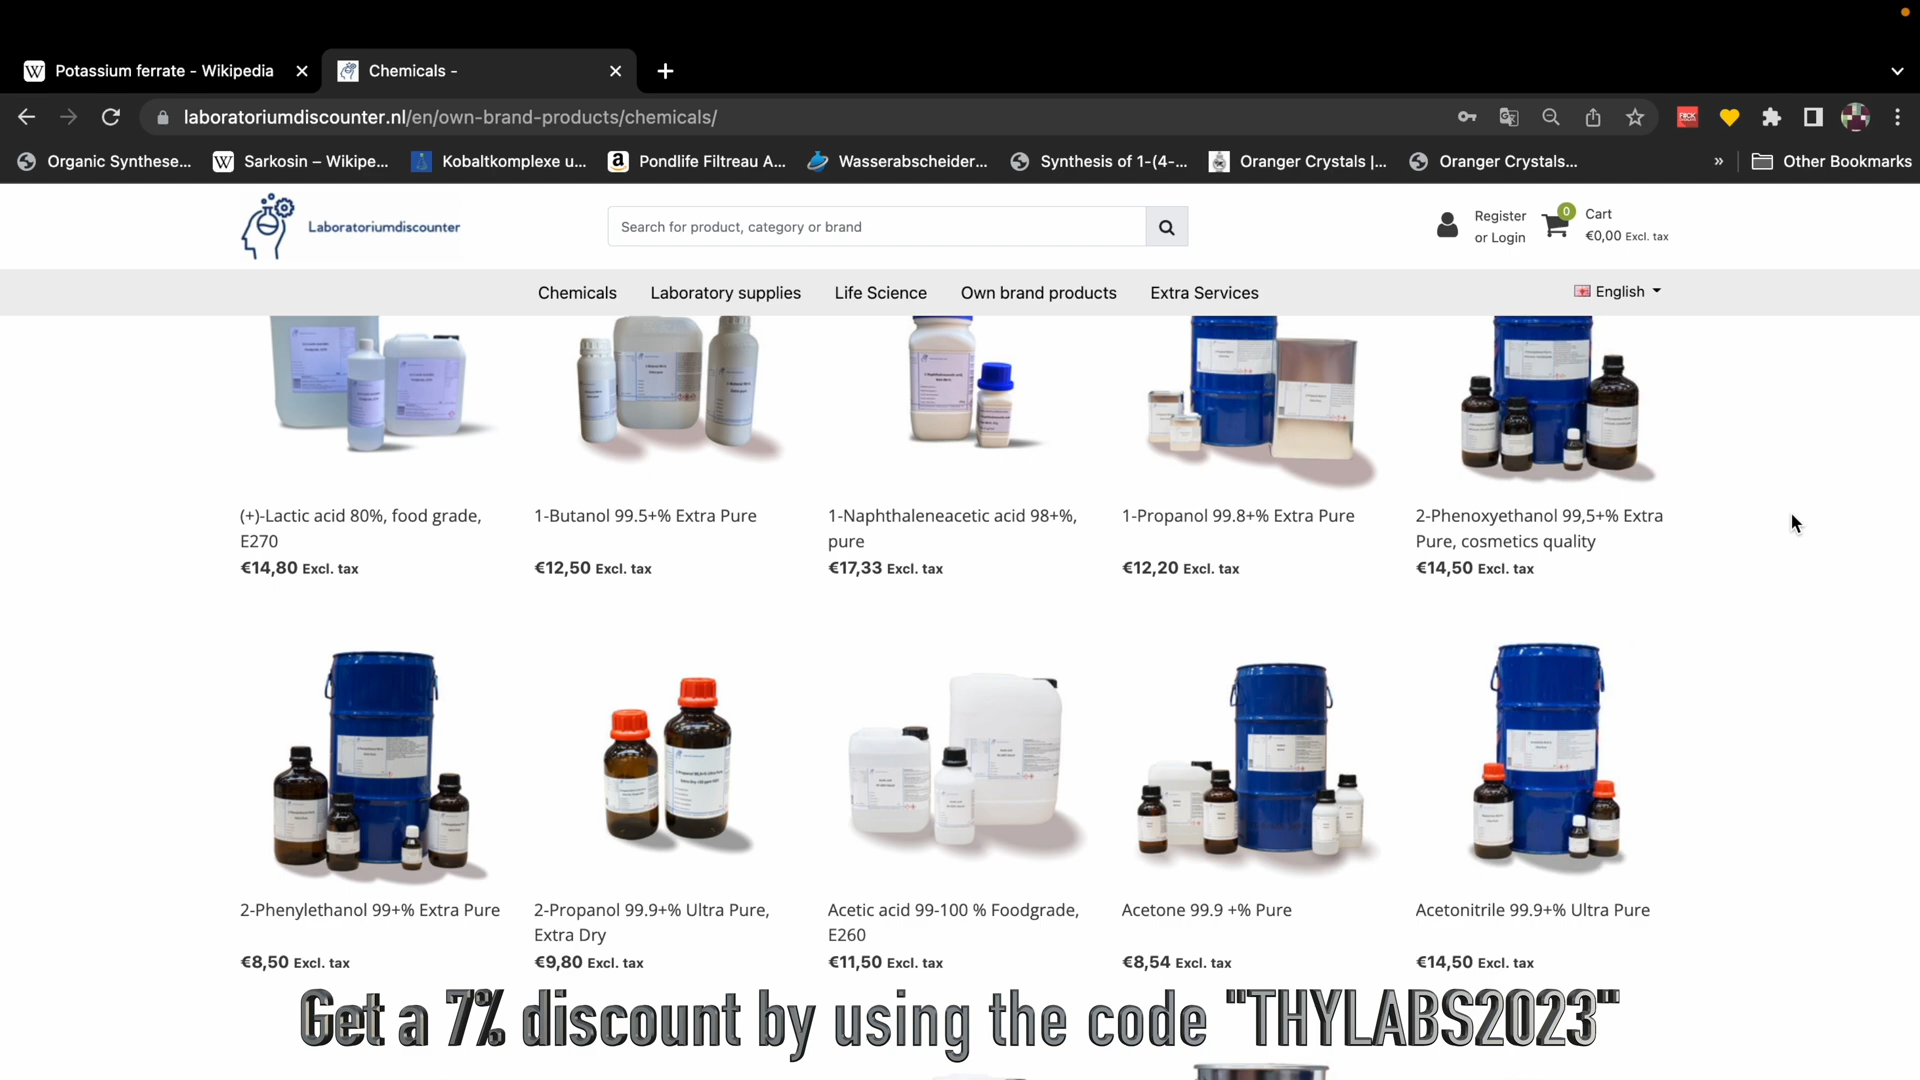 Potassium ferrate - Wikipedia
Chemicals -
laboratoriumdiscounter.nl/en/own-brand-products/chemicals/
Organic Synthese...
Sarkosin – Wikipe...
Kobaltkomplexe u...
Pondlife Filtreau A...
Wasserabscheider...
Synthesis of 1-(4-...
Oranger Crystals |...
Oranger Crystals...
»
Other Bookmarks
Laboratoriumdiscounter
Search for product, category or brand
Register
or Login
0
Cart
€0,00 Excl. tax
Chemicals
Laboratory supplies
Life Science
Own brand products
Extra Services
English
(+)-Lactic acid 80%, food grade,
E270
€14,80 Excl. tax
1-Butanol 99.5+% Extra Pure
€12,50 Excl. tax
1-Naphthaleneacetic acid 98+%,
pure
€17,33 Excl. tax
1-Propanol 99.8+% Extra Pure
€12,20 Excl. tax
2-Phenoxyethanol 99,5+% Extra
Pure, cosmetics quality
€14,50 Excl. tax
2-Phenylethanol 99+% Extra Pure
€8,50 Excl. tax
2-Propanol 99.9+% Ultra Pure,
Extra Dry
€9,80 Excl. tax
Acetic acid 99-100 % Foodgrade,
E260
€11,50 Excl. tax
Acetone 99.9 +% Pure
€8,54 Excl. tax
Acetonitrile 99.9+% Ultra Pure
€14,50 Excl. tax
Get a 7% discount by using the code "THYLABS2023"